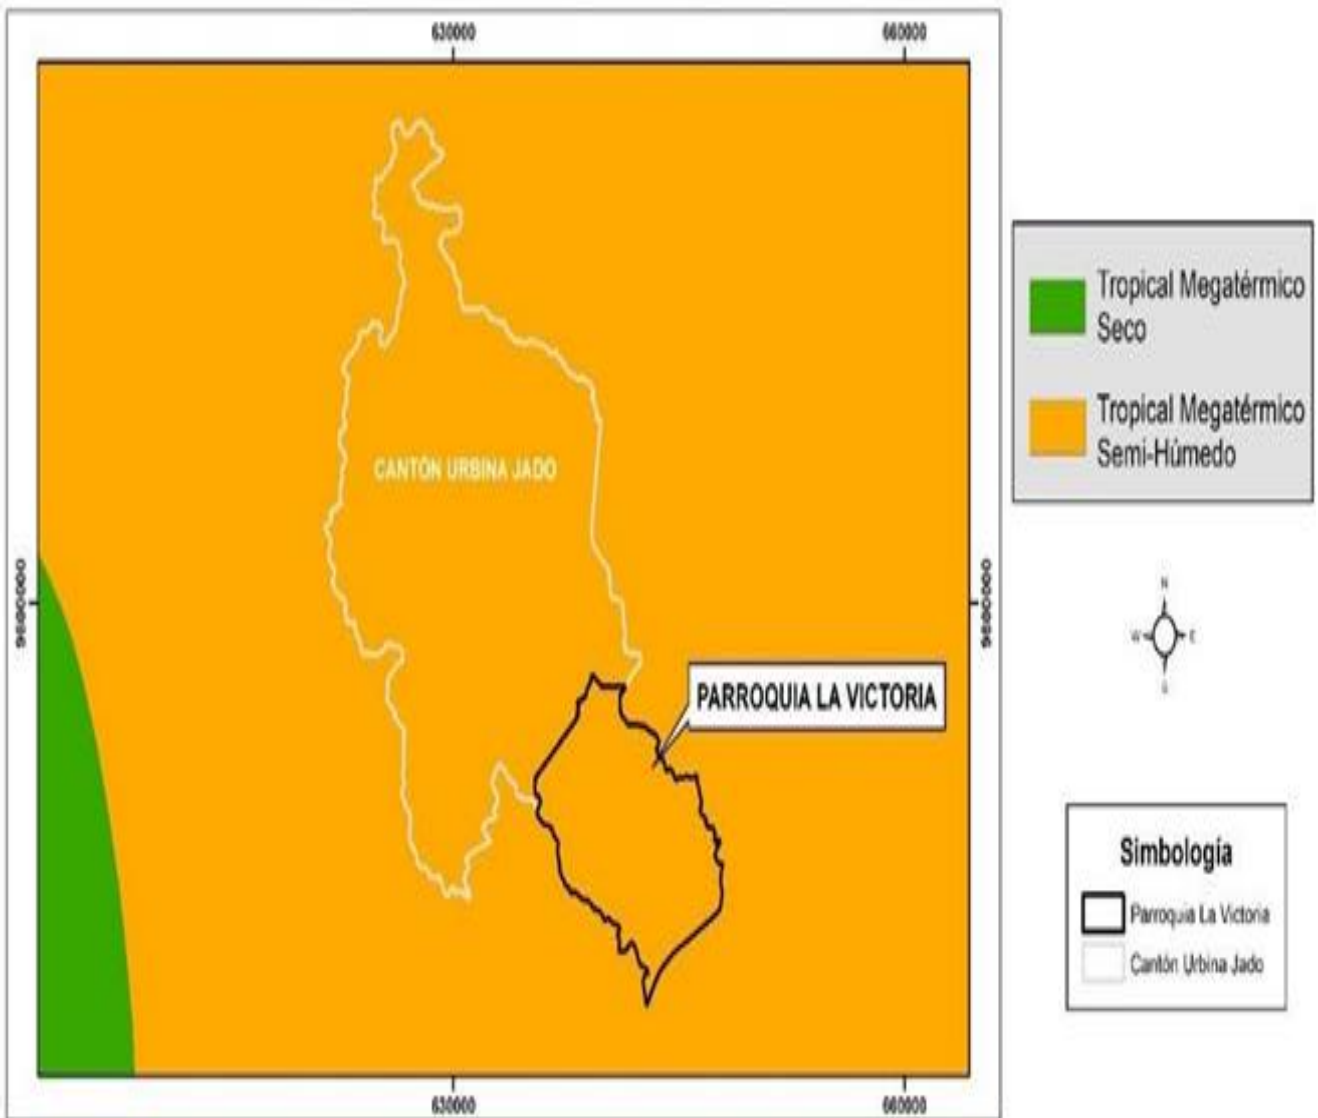 630000
660000
CANTÓN URBINA JADO
PARROQUIA LA VICTORIA
630000
660000
Tropical Megatérmico
Seco
Tropical Megatérmico
Semi-Húmedo
N
W
E
Simbología
Parroquia La Victoria
Cantón Urbina Jado